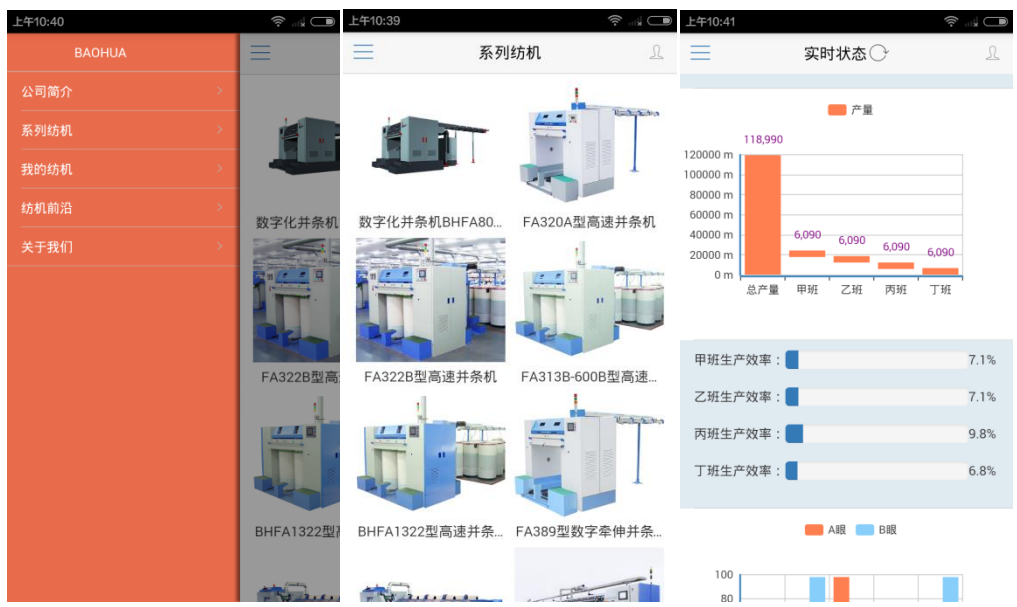 上午10:40
BAOHUA
公司简介
系列纺机
我的纺机
纺机前沿
关于我们
数字化并条机
FA322B型高
BHFA1322型高
上午10:39
系列纺机
数字化并条机BHFA80...
FA320A型高速并条机
FA322B型高速并条机
FA313B-600B型高速...
BHFA1322型高速并条...
FA389型数字牵伸并条...
上午10:41
实时状态
产量
118,990
120000 m
100000 m
80000 m
60000 m
40000 m
20000 m
0 m
6,090
6,090
6,090
6,090
总产量 甲班 乙班 丙班 丁班
甲班生产效率： 7.1%
乙班生产效率： 7.1%
丙班生产效率： 9.8%
丁班生产效率： 6.8%
A眼 B眼
100
80